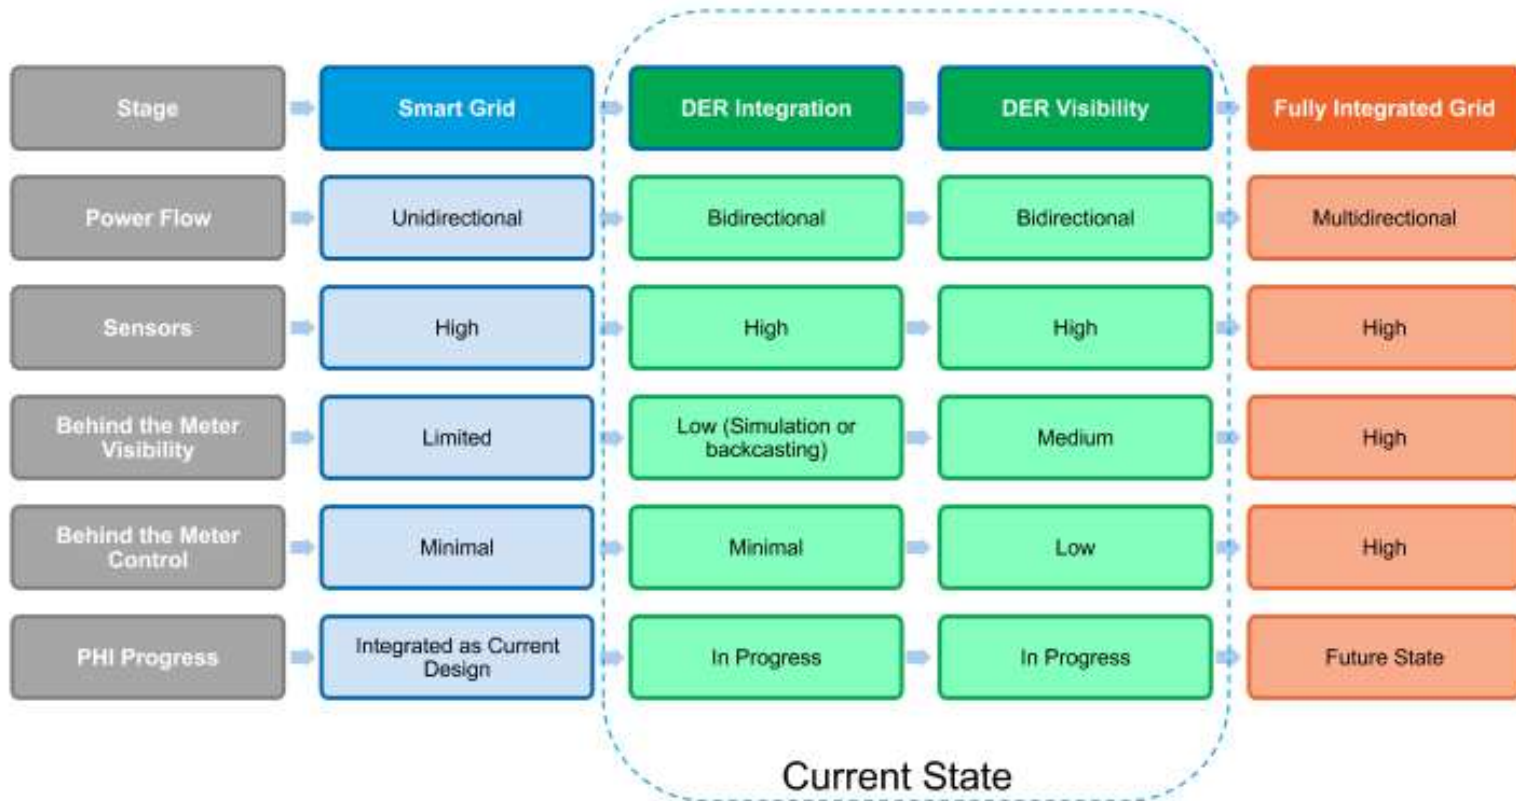 Stage
Smart Grid
DER Integration
DER Visibility
Fully Integrated Grid
Power Flow
Unidirectional
Bidirectional
Bidirectional
Multidirectional
Sensors
High
High
High
High
Behind the Meter
Visibility
Limited
Low (Simulation or
backcasting)
Medium
High
Behind the Meter
Control
Minimal
Minimal
Low
High
PHI Progress
Integrated as Current
Design
In Progress
In Progress
Future State
Current State